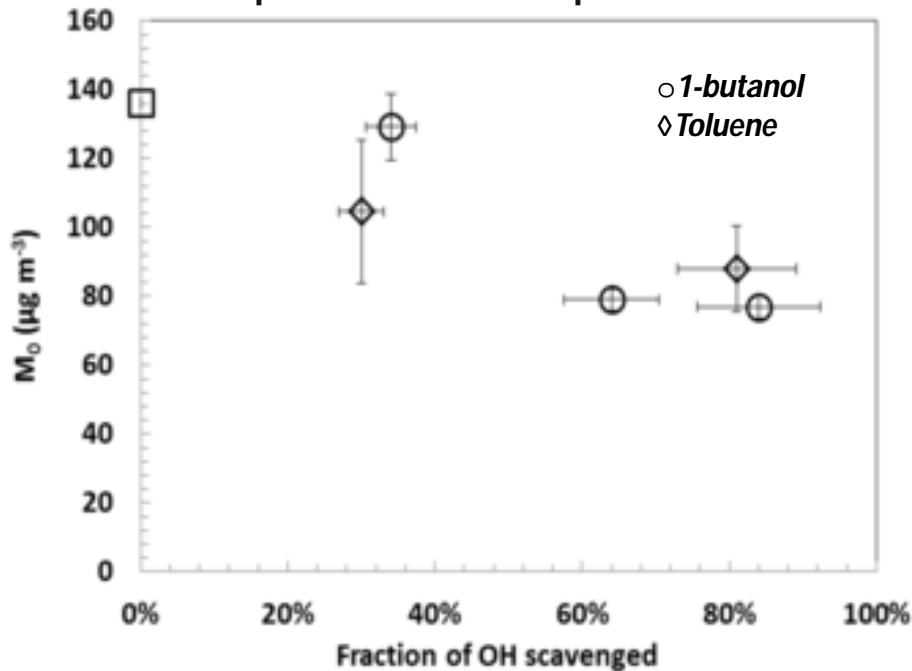 160
140
120
100
80
60
40
20
0
M₀ (µg m⁻³)
○ 1-butanol
◊ Toluene
0% 20% 40% 60% 80% 100%
Fraction of OH scavenged